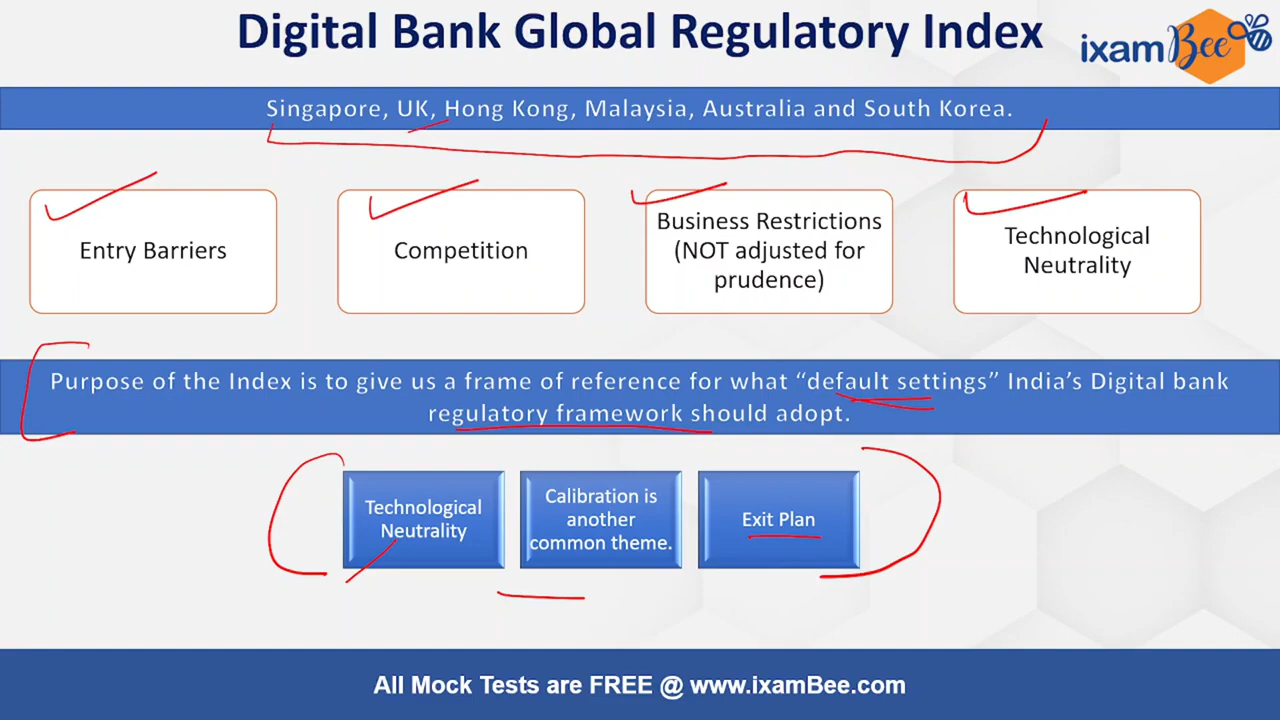 Digital Bank Global Regulatory Index
ixamBee
Singapore, UK, Hong Kong, Malaysia, Australia and South Korea.
Entry Barriers
Competition
Business Restrictions
(NOT adjusted for
prudence)
Technological
Neutrality
Purpose of the Index is to give us a frame of reference for what “default settings” India’s Digital bank
regulatory framework should adopt.
Technological
Neutrality
Calibration is
another
common theme.
Exit Plan
All Mock Tests are FREE @ www.ixamBee.com